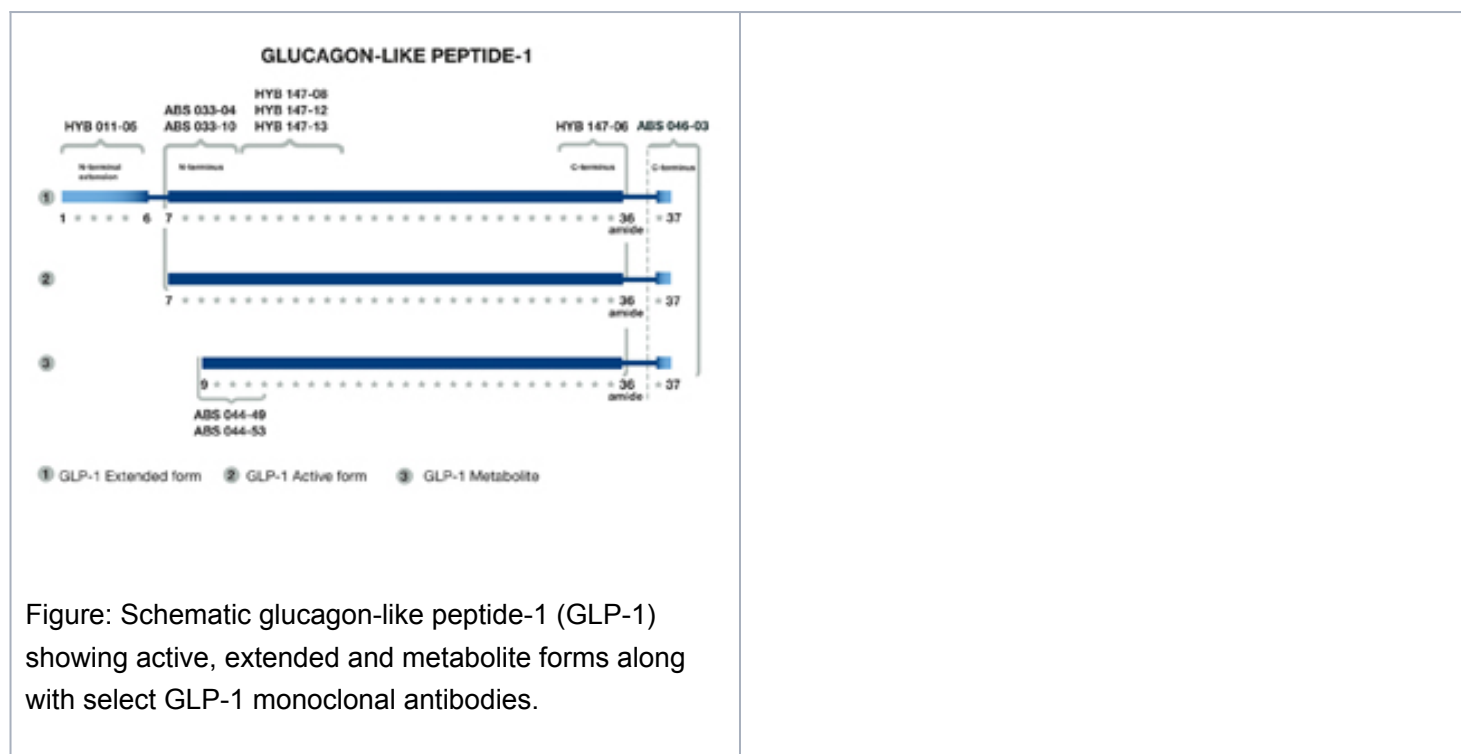 GLUCAGON-LIKE PEPTIDE-1
HYB 011-05
ABS 033-04
ABS 033-10
HYB 147-08
HYB 147-12
HYB 147-13
HYB 147-06
ABS 046-03
N-terminal
extension
N-terminus
C-terminus
C-terminus
1
1 6 7 36 37
amide
2
7 36 37
amide
3
9 36 37
amide
ABS 044-49
ABS 044-53
1 GLP-1 Extended form 2 GLP-1 Active form 3 GLP-1 Metabolite
Figure: Schematic glucagon-like peptide-1 (GLP-1)
showing active, extended and metabolite forms along
with select GLP-1 monoclonal antibodies.